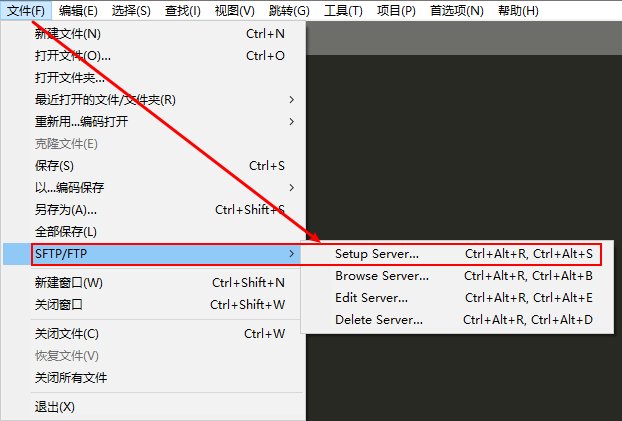 文件(F) 编辑(E) 选择(S) 查找(I) 视图(V) 跳转(G) 工具(T) 项目(P) 首选项(N) 帮助(H)
新建文件(N) Ctrl+N
打开文件(O)... Ctrl+O
打开文件夹...
最近打开的文件/文件夹(R)
重新用...编码打开
克隆文件(E)
保存(S) Ctrl+S
以...编码保存
另存为(A)... Ctrl+Shift+S
全部保存(L)
SFTP/FTP
Setup Server... Ctrl+Alt+R, Ctrl+Alt+S
Browse Server... Ctrl+Alt+R, Ctrl+Alt+B
Edit Server... Ctrl+Alt+R, Ctrl+Alt+E
Delete Server... Ctrl+Alt+R, Ctrl+Alt+D
新建窗口(W) Ctrl+Shift+N
关闭窗口 Ctrl+Shift+W
关闭文件(C) Ctrl+W
恢复文件(V)
关闭所有文件
退出(X)